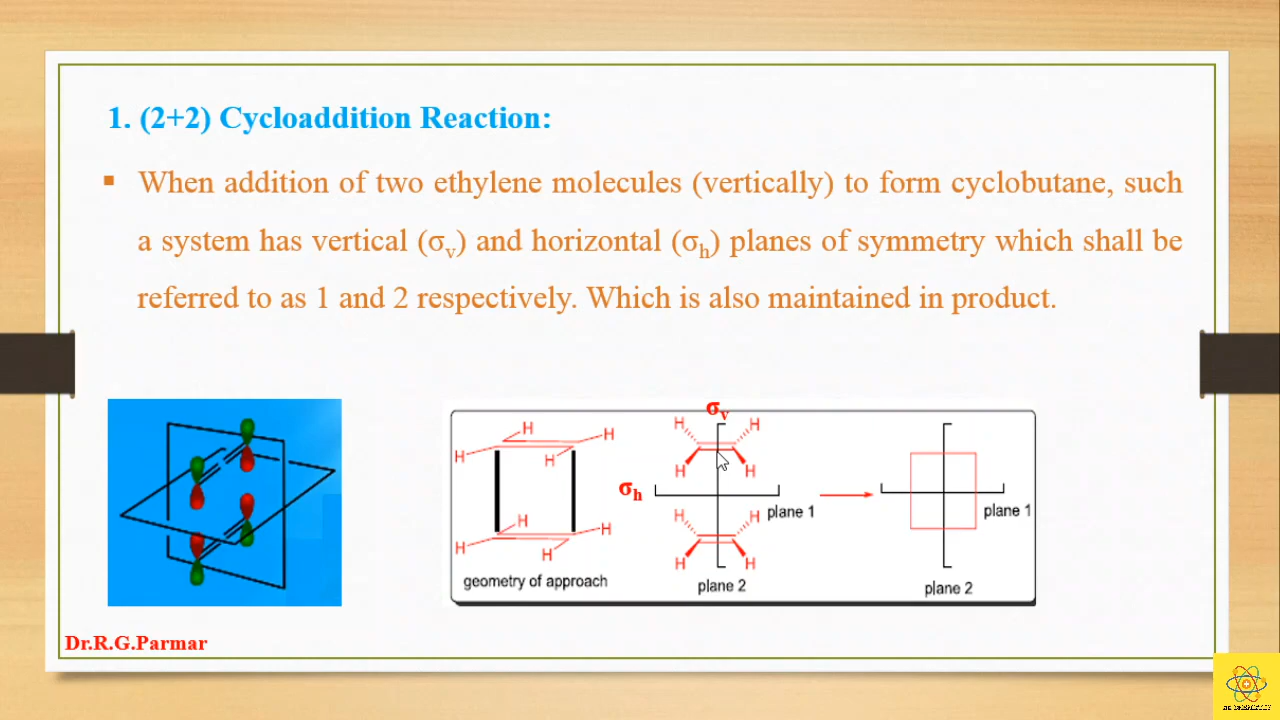 1. (2+2) Cycloaddition Reaction:
▪ When addition of two ethylene molecules (vertically) to form cyclobutane, such
a system has vertical (σv) and horizontal (σh) planes of symmetry which shall be
referred to as 1 and 2 respectively. Which is also maintained in product.
H H H H
H H H H
geometry of approach
σv
H H
H H
σh
plane 1
H H
H H
plane 2
plane 1
plane 2
Dr.R.G.Parmar